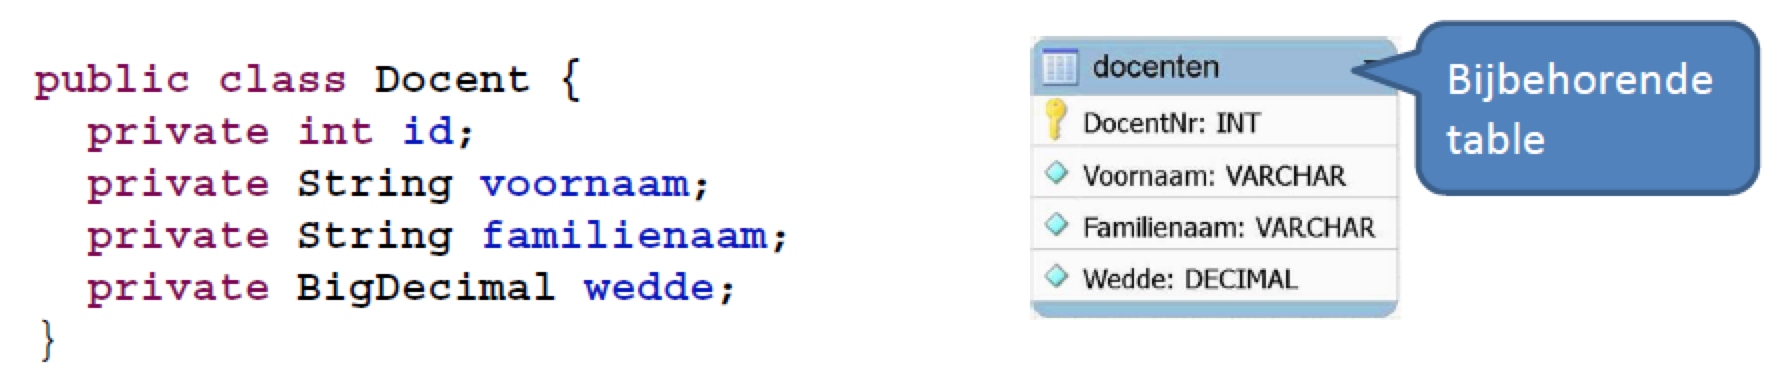 public class Docent {
private int id;
private String voornaam;
private String familienaam;
private BigDecimal wedde;
}
docenten
DocentNr: INT
Voornaam: VARCHAR
Familienaam: VARCHAR
Wedde: DECIMAL
Bijbehorende
table